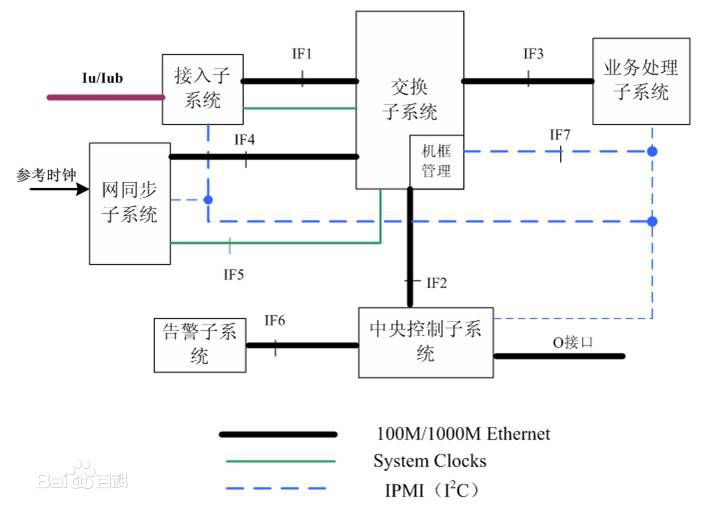 IF1
IF3
Iu/Iub
接入子
系统
交换
子系统
业务处理
子系统
IF4
IF7
机框
管理
参考时钟
网同步
子系统
IF5
IF2
IF6
告警子系
统
中央控制子系
统
O接口
100M/1000M Ethernet
System Clocks
IPMI（I²C）
Bai百科